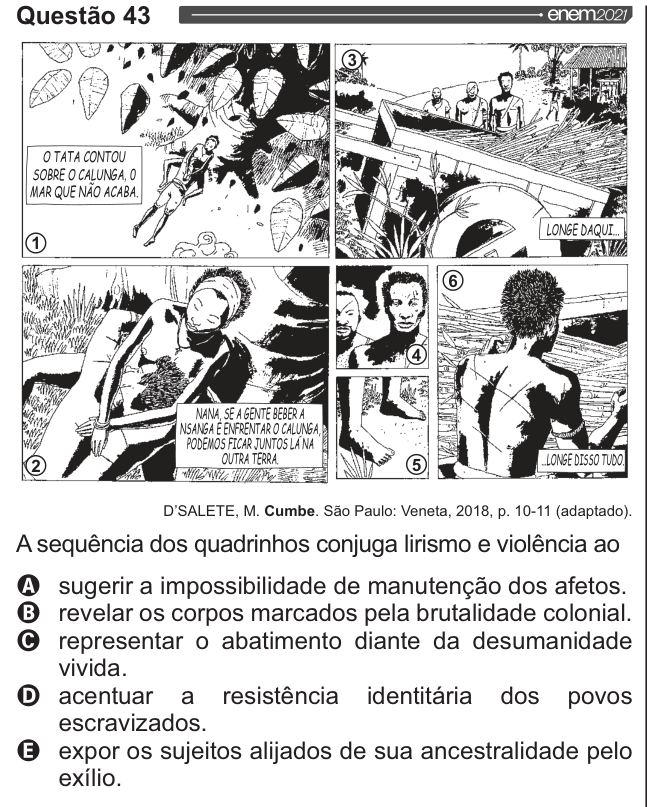 Questão 43
enem2021
O TATA CONTOU
SOBRE O CALUNGA, O
MAR QUE NÃO ACABA.
1
3
LONGE DAQUI...
NANA, SE A GENTE BEBER A
NSANGA E ENFRENTAR O CALUNGA,
PODEMOS FICAR JUNTOS LÁ NA
OUTRA TERRA.
2
4
5
6
...LONGE DISSO TUDO.
D'SALETE, M. Cumbe. São Paulo: Veneta, 2018, p. 10-11 (adaptado).
A sequência dos quadrinhos conjuga lirismo e violência ao
A sugerir a impossibilidade de manutenção dos afetos.
B revelar os corpos marcados pela brutalidade colonial.
C representar o abatimento diante da desumanidade
vivida.
D acentuar a resistência identitária dos povos
escravizados.
E expor os sujeitos alijados de sua ancestralidade pelo
exílio.